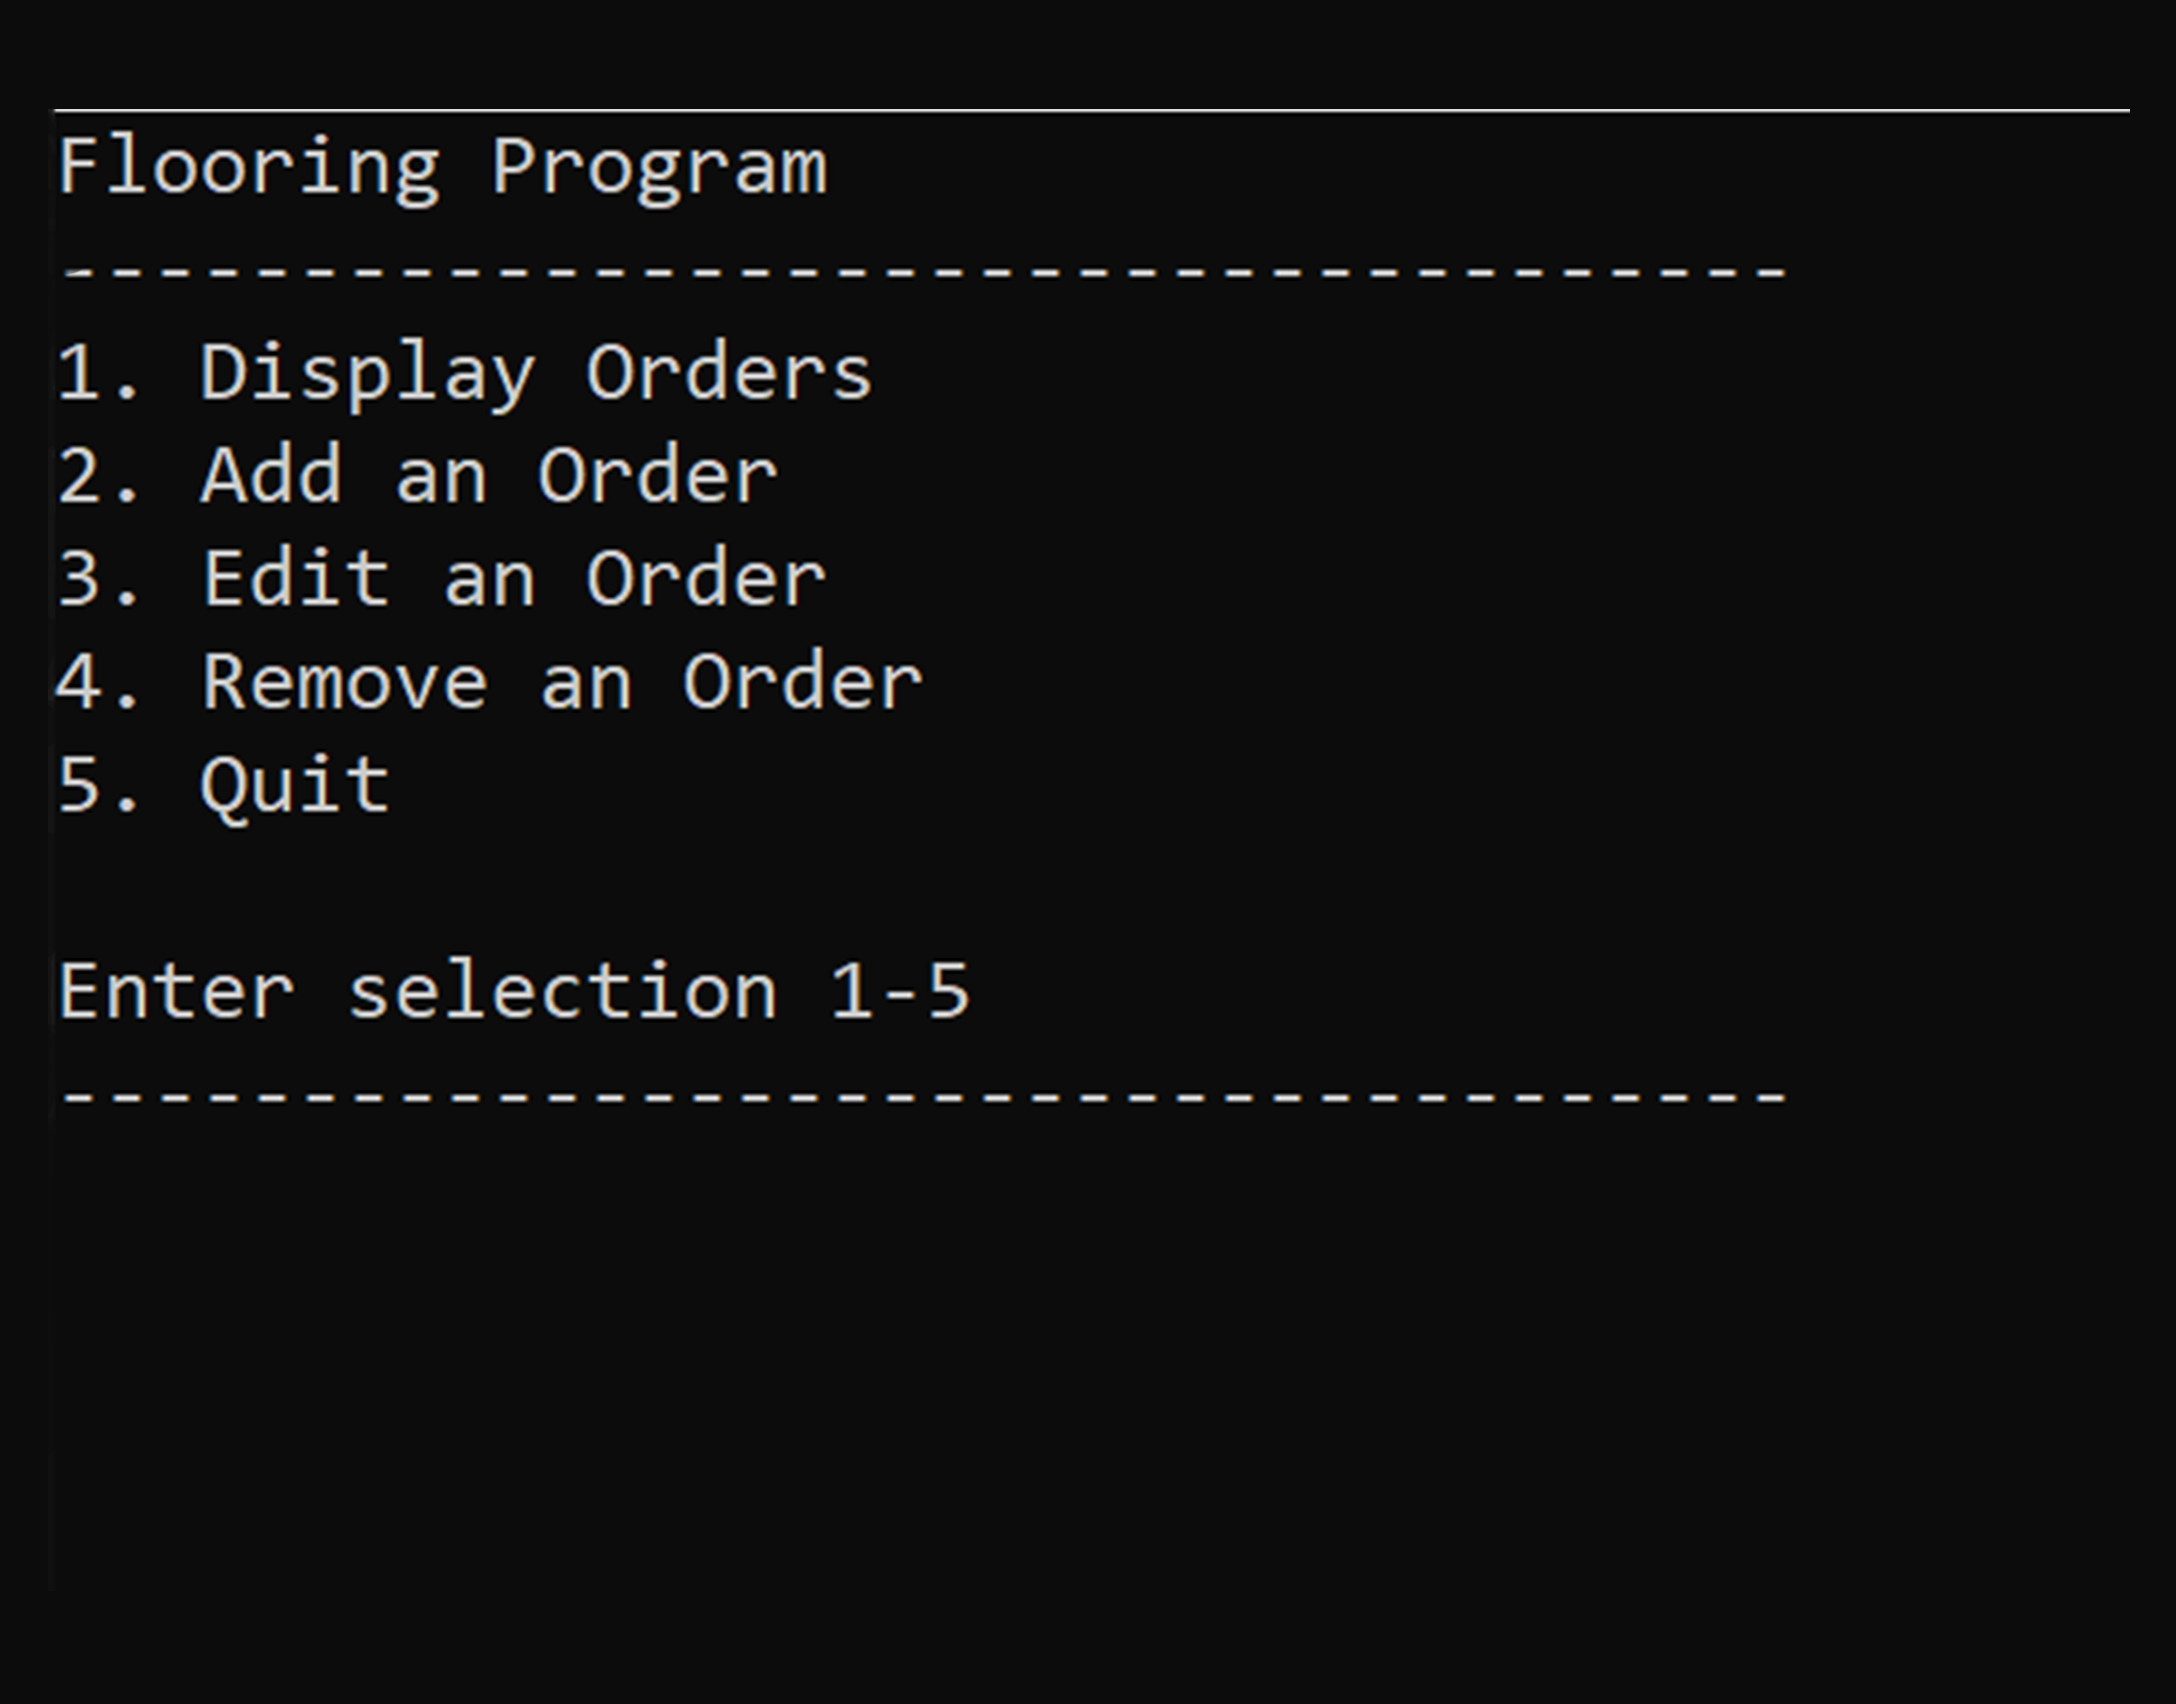 Flooring Program
------------------------------------
1. Display Orders
2. Add an Order
3. Edit an Order
4. Remove an Order
5. Quit
Enter selection 1-5
------------------------------------